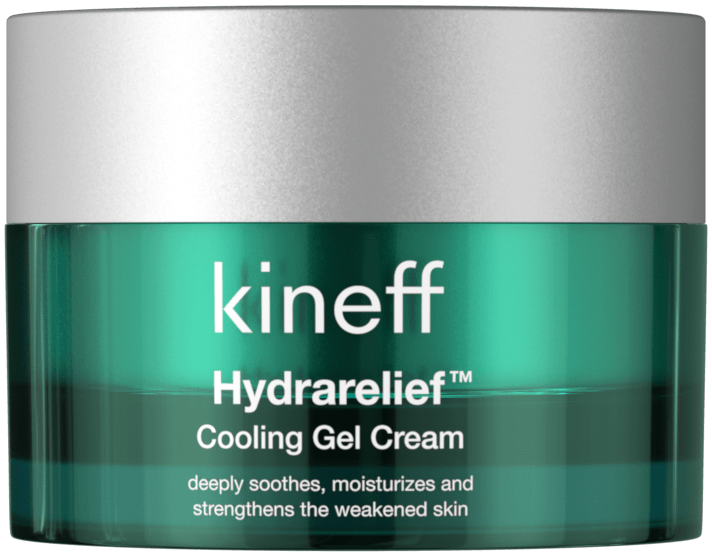 kineff
Hydrarelief™
Cooling Gel Cream
deeply soothes, moisturizes and
strengthens the weakened skin